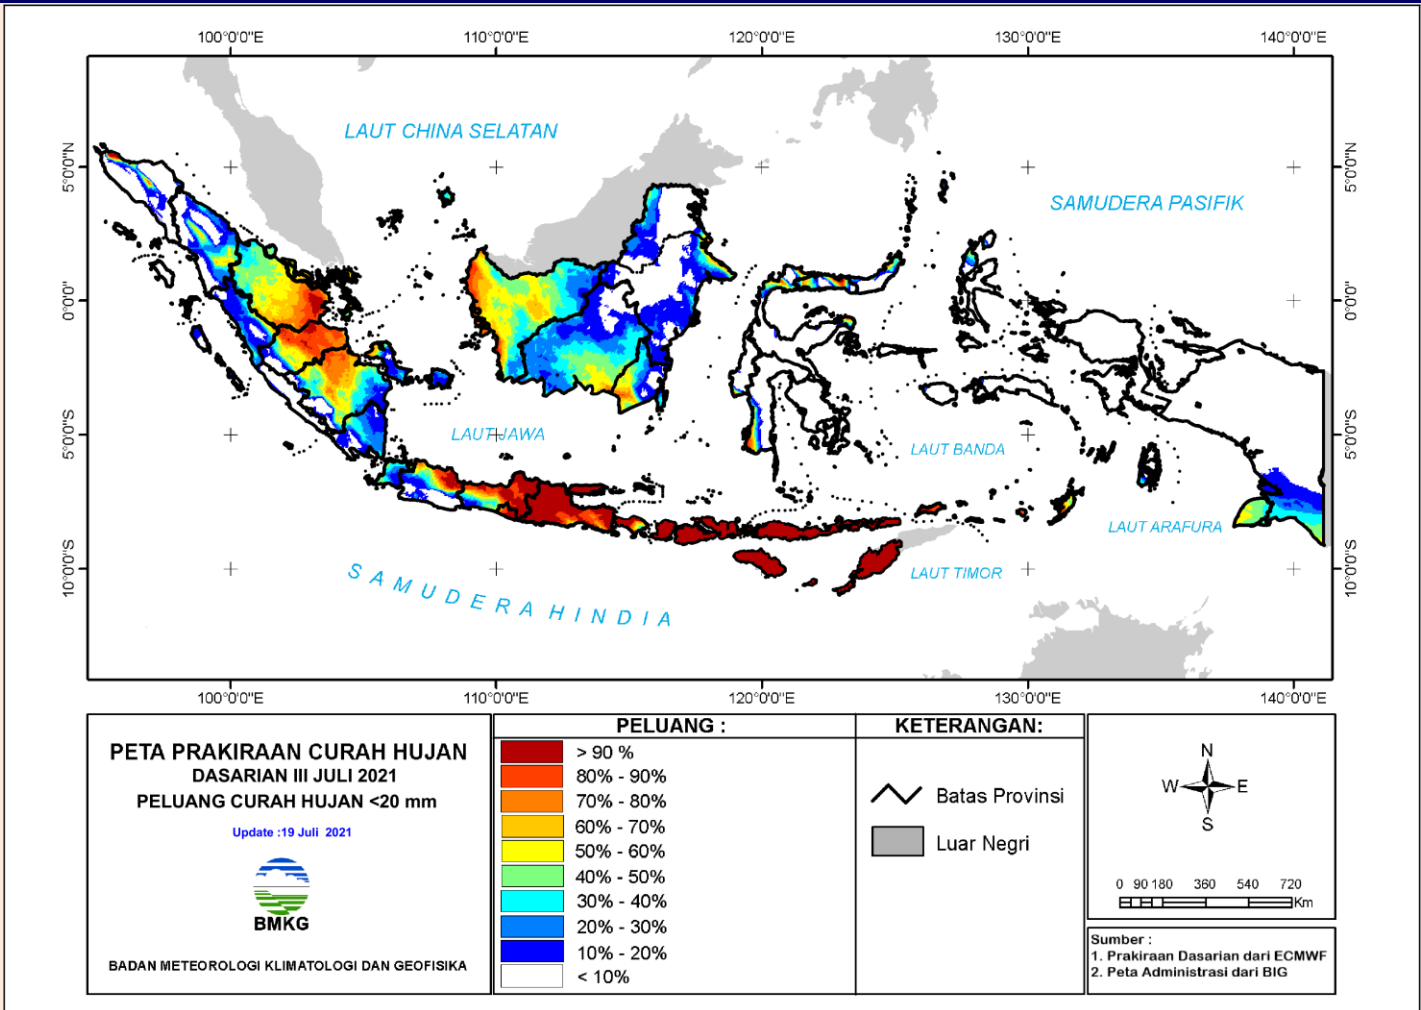 100°0'0"E 110°0'0"E 120°0'0"E 130°0'0"E 140°0'0"E
5°0'0"N
0°0'0"
5°0'0"S
10°0'0"S
LAUT CHINA SELATAN
SAMUDERA PASIFIK
LAUT JAWA
LAUT BANDA
LAUT ARAFURA
LAUT TIMOR
SAMUDERA HINDIA
5°0'0"N
0°0'0"
5°0'0"S
10°0'0"S
100°0'0"E 110°0'0"E 120°0'0"E 130°0'0"E 140°0'0"E
PETA PRAKIRAAN CURAH HUJAN
DASARIAN III JULI 2021
PELUANG CURAH HUJAN <20 mm
Update :19 Juli 2021
BMKG
BADAN METEOROLOGI KLIMATOLOGI DAN GEOFISIKA
PELUANG :
> 90 %
80% - 90%
70% - 80%
60% - 70%
50% - 60%
40% - 50%
30% - 40%
20% - 30%
10% - 20%
< 10%
KETERANGAN:
Batas Provinsi
Luar Negri
N
W E
S
0 90 180 360 540 720
Km
Sumber :
1. Prakiraan Dasarian dari ECMWF
2. Peta Administrasi dari BIG